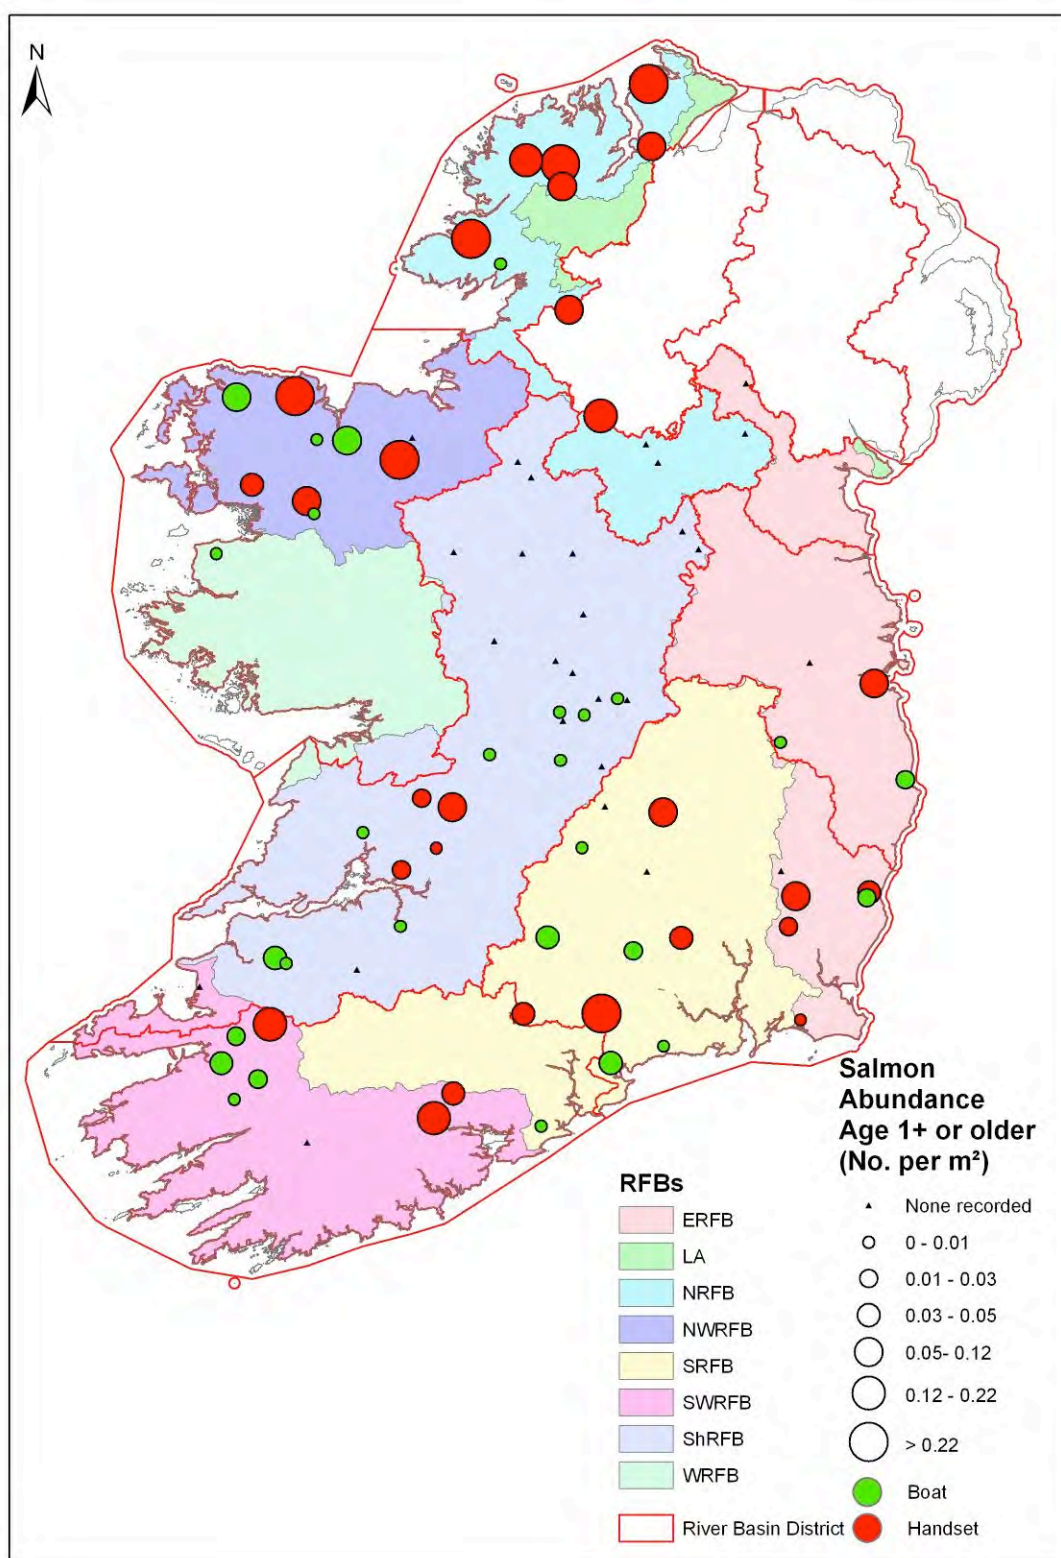 N
Salmon
Abundance
Age 1+ or older
(No. per m²)
None recorded
0 - 0.01
0.01 - 0.03
0.03 - 0.05
0.05- 0.12
0.12 - 0.22
> 0.22
Boat
Handset
RFBs
ERFB
LA
NRFB
NWRFB
SRFB
SWRFB
ShRFB
WRFB
River Basin District